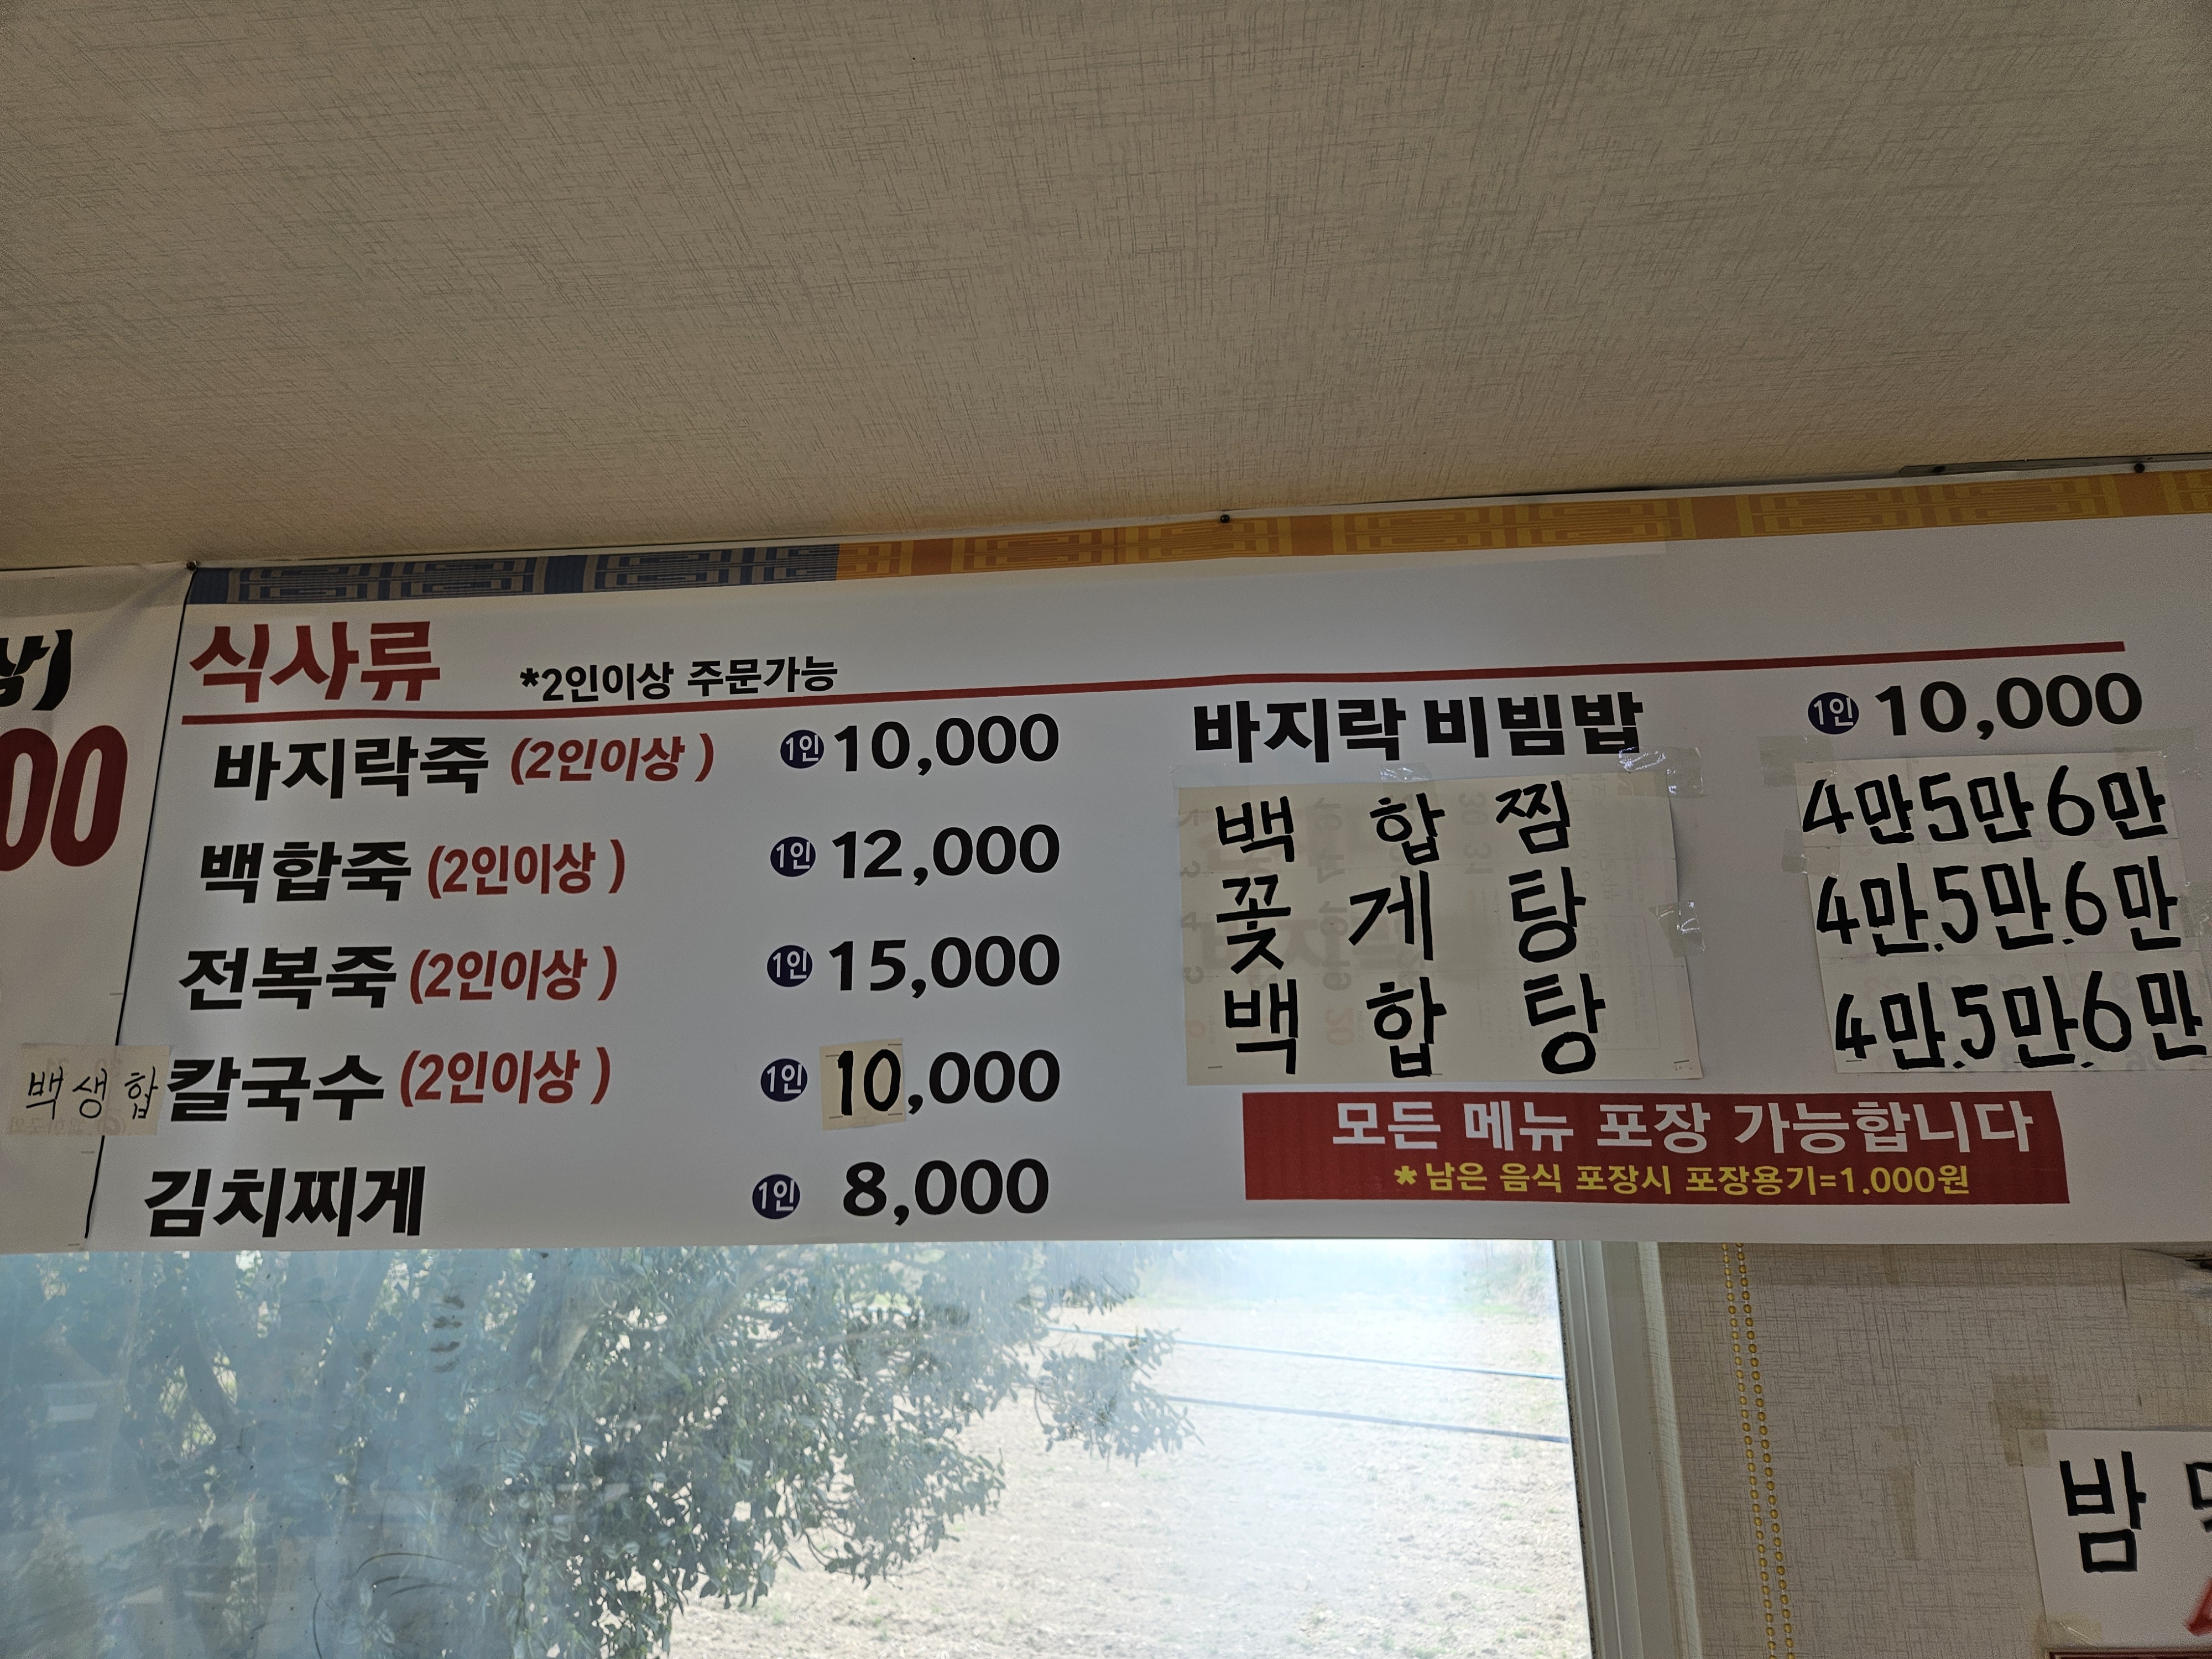 상)
00
식사류 *2인이상 주문가능
바지락죽 (2인이상 ) 1인 10,000
백합죽 (2인이상 ) 1인 12,000
전복죽 (2인이상 ) 1인 15,000
백생합 칼국수 (2인이상 ) 1인 10,000
김치찌게 1인 8,000
바지락 비빔밥 1인 10,000
백 합 찜 4만 5만 6만
꽃 게 탕 4만.5만.6만
백 합 탕 4만.5만.6만
모든 메뉴 포장 가능합니다
*남은 음식 포장시 포장용기=1.000원
밤